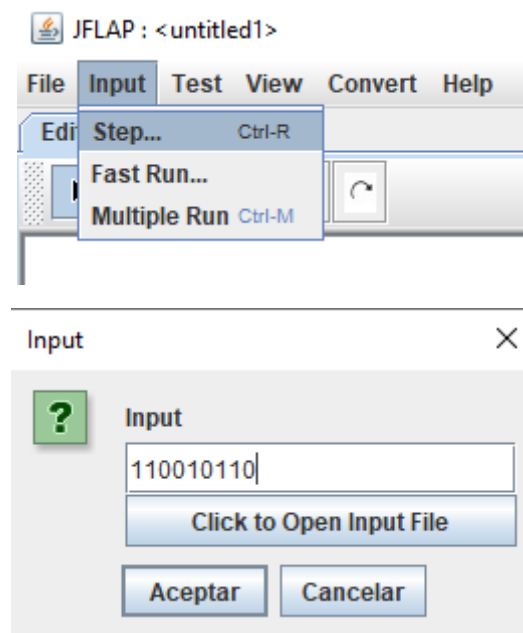 JFLAP : <untitled1>
File Input Test View Convert Help
Edi
Step... Ctrl-R
Fast Run...
Multiple Run Ctrl-M
Input
?
Input
110010110
Click to Open Input File
Aceptar Cancelar